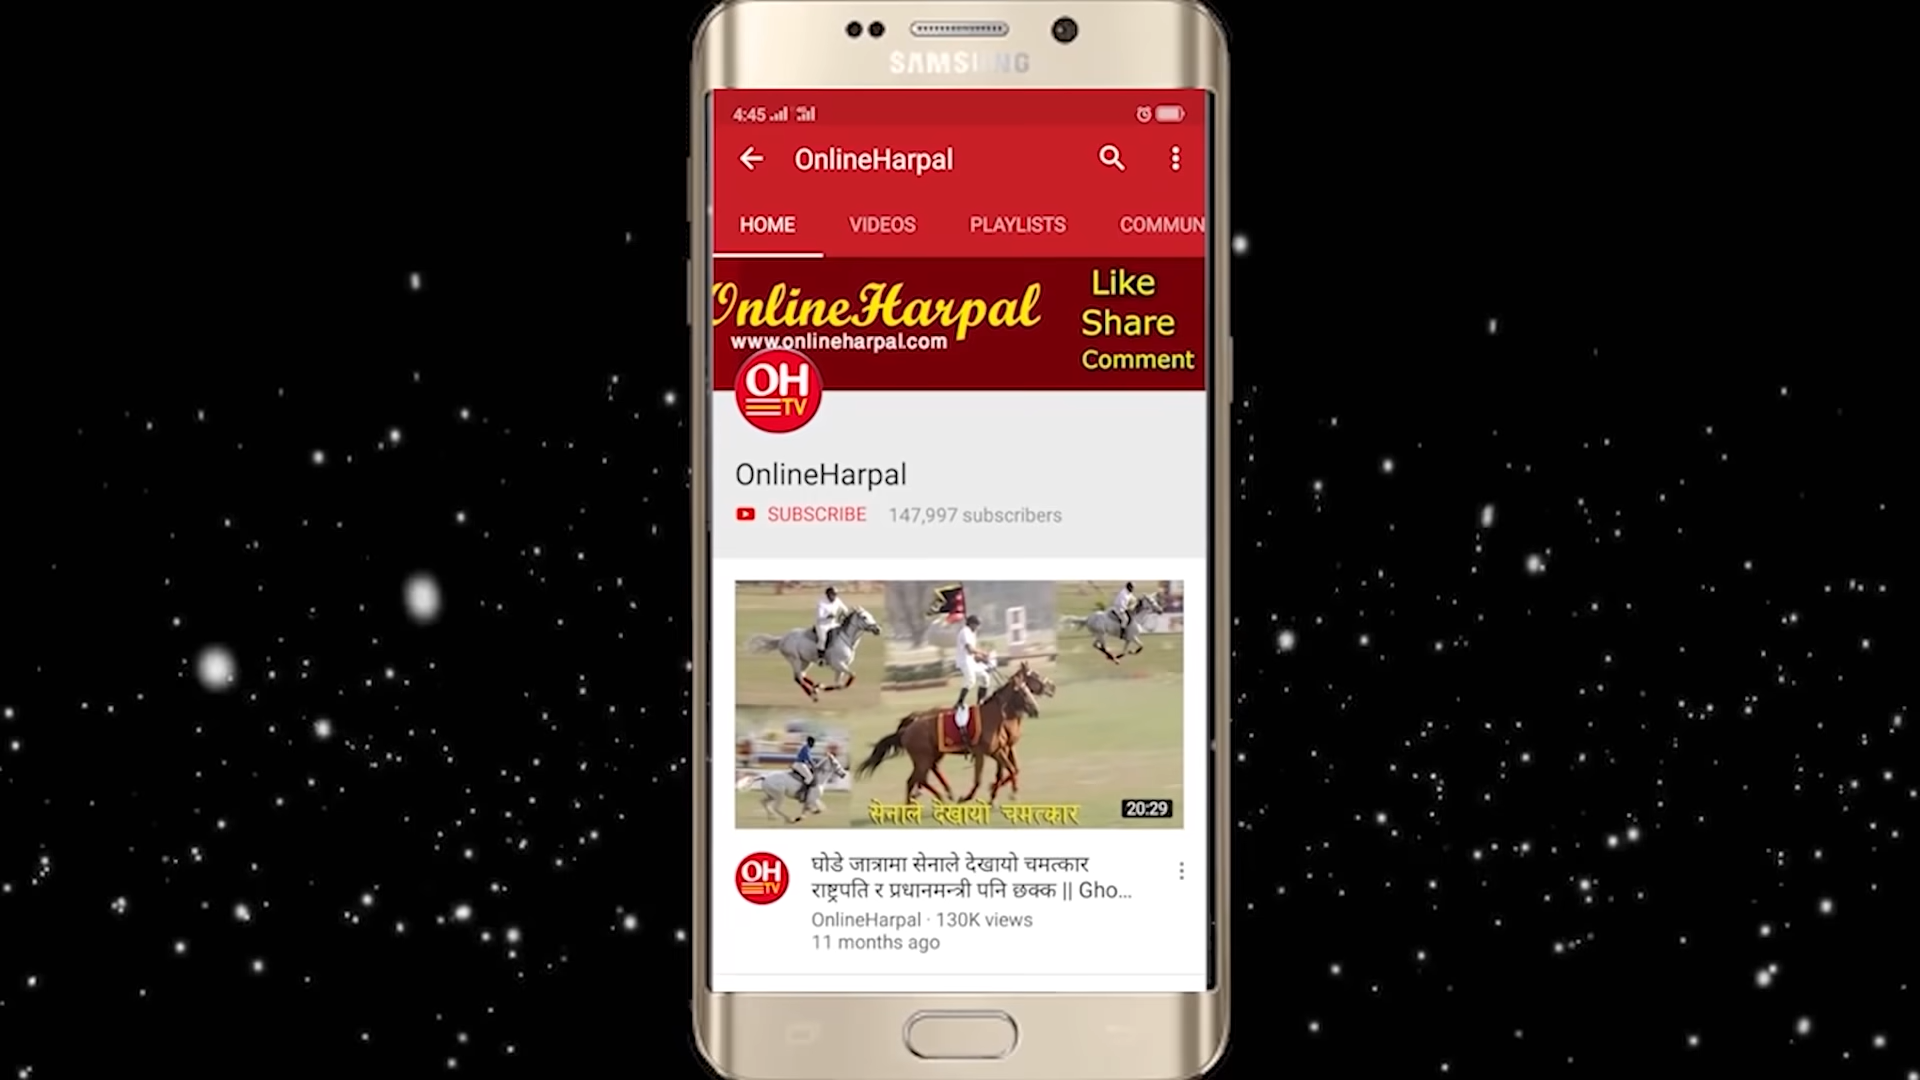 SAMSUNG
4:45
OnlineHarpal
HOME VIDEOS PLAYLISTS COMMUN
OnlineHarpal
www.onlineharpal.com
Like
Share
Comment
OH
TV
OnlineHarpal
SUBSCRIBE 147,997 subscribers
सेनाले देखायो चमत्कार
20:29
OH
TV
घोडे जात्रामा सेनाले देखायो चमत्कार
राष्ट्रपति र प्रधानमन्त्री पनि छक्क || Gho...
OnlineHarpal · 130K views
11 months ago